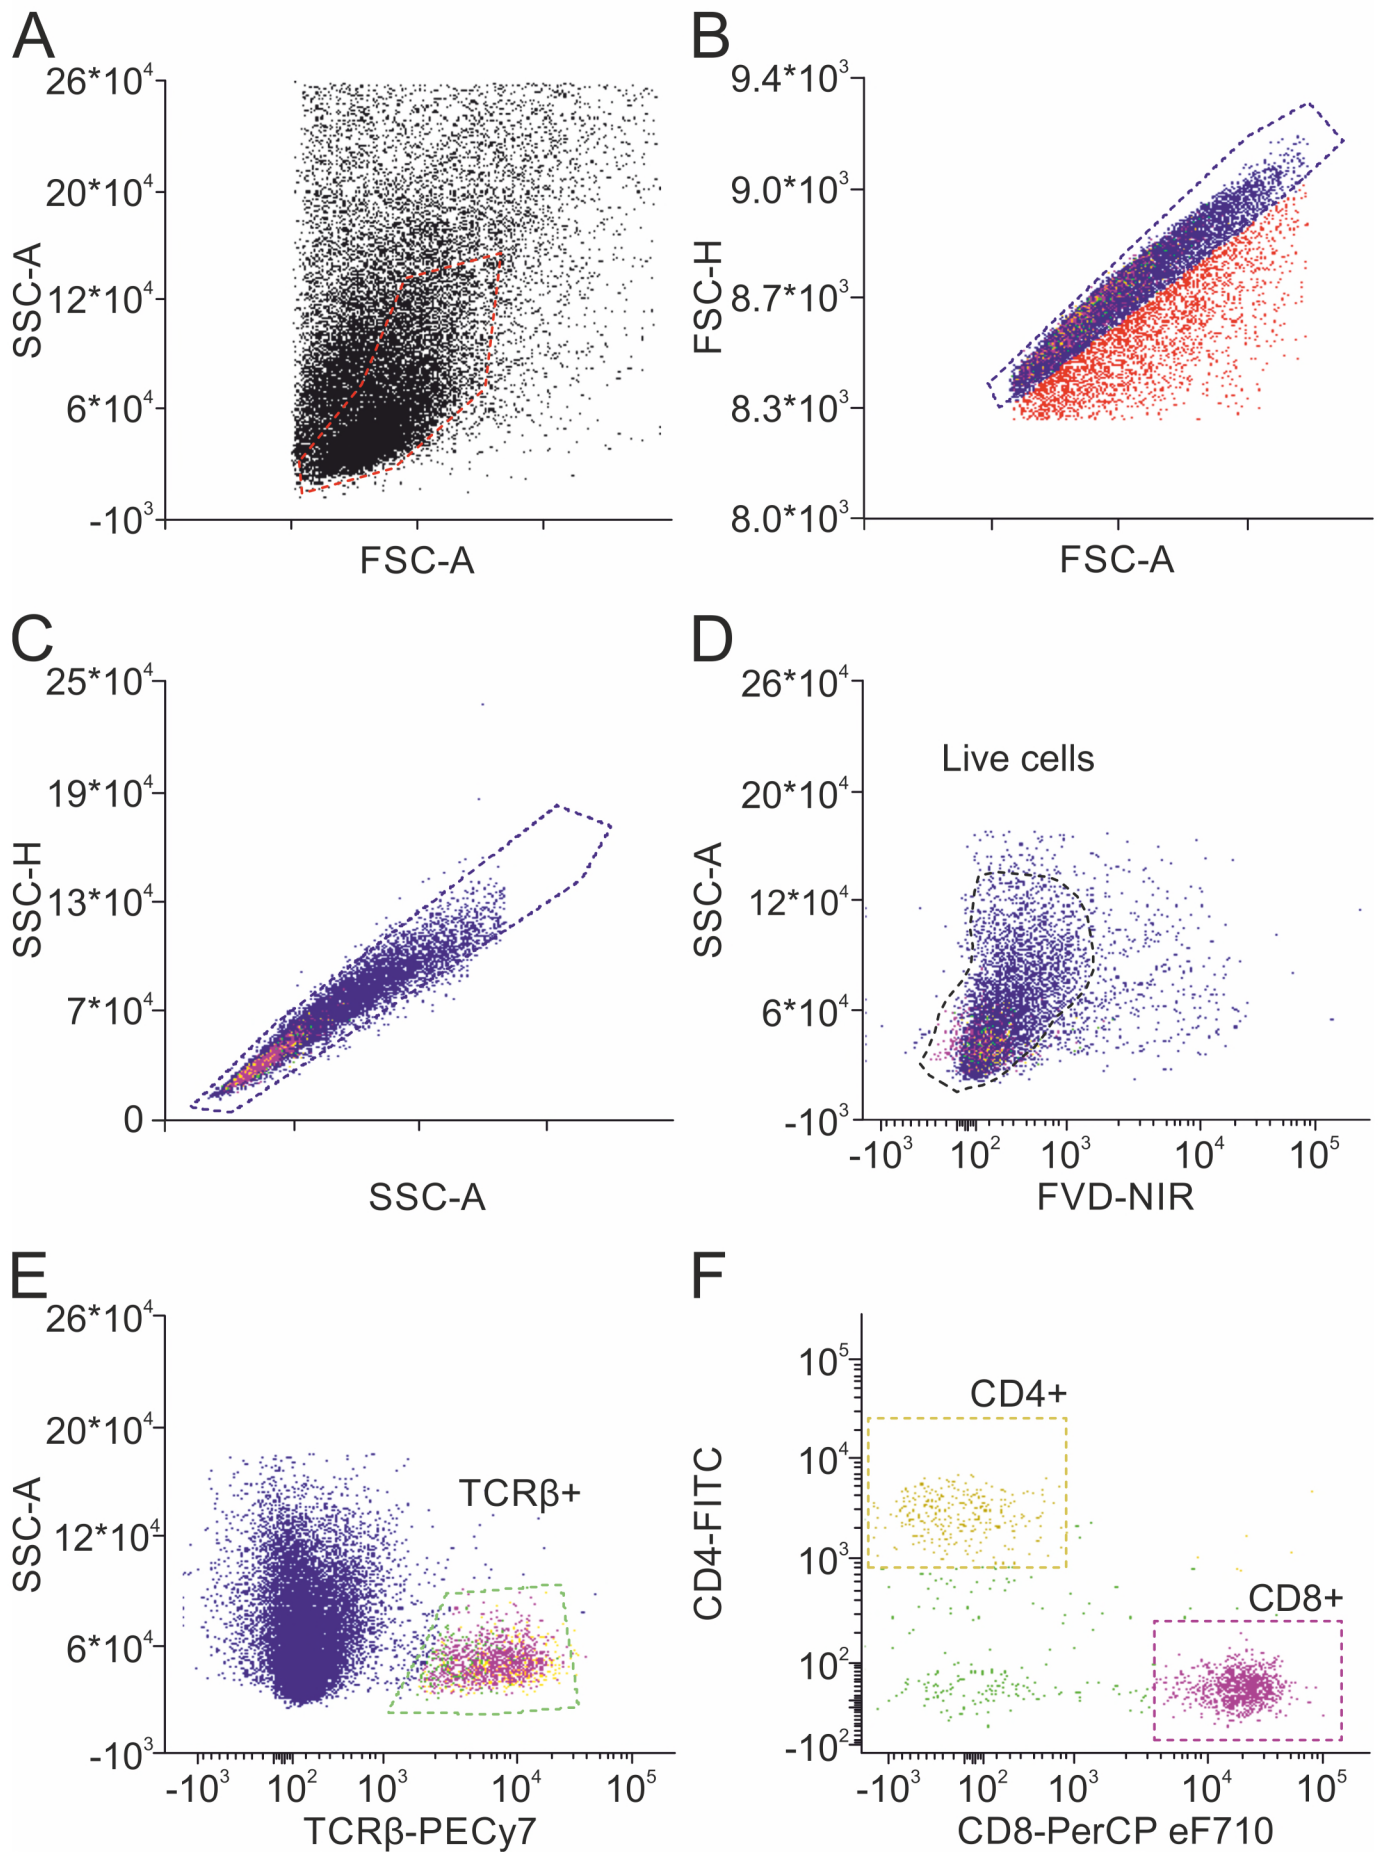 A
26*10⁴
20*10⁴
12*10⁴
6*10⁴
-10³
SSC-A
FSC-A
B
9.4*10³
9.0*10³
8.7*10³
8.3*10³
8.0*10³
FSC-H
FSC-A
C
25*10⁴
19*10⁴
13*10⁴
7*10⁴
0
SSC-H
SSC-A
D
26*10⁴
20*10⁴
12*10⁴
6*10⁴
-10³
SSC-A
Live cells
-10³ 10² 10³ 10⁴ 10⁵
FVD-NIR
E
26*10⁴
20*10⁴
12*10⁴
6*10⁴
-10³
SSC-A
TCRβ+
-10³ 10² 10³ 10⁴ 10⁵
TCRβ-PECy7
F
10⁵
10⁴
10³
10²
-10²
CD4-FITC
CD4+
CD8+
-10³ 10² 10³ 10⁴ 10⁵
CD8-PerCP eF710